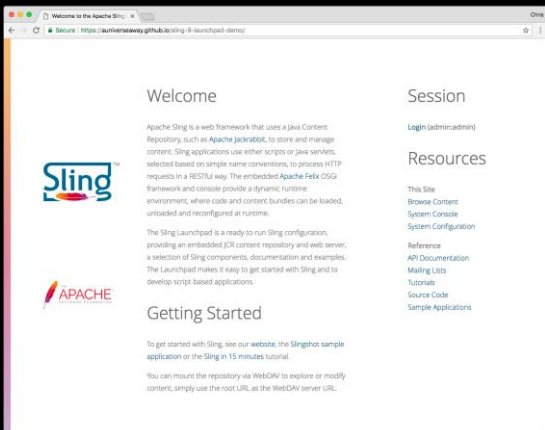 Welcome to the Apache Sling
Chris
Secure https://auniverseaway.github.io/sling-9-launchpad-demo/
Sling™
APACHE
Welcome
Apache Sling is a web framework that uses a Java Content
Repository, such as Apache Jackrabbit, to store and manage
content. Sling applications use either scripts or Java servlets,
selected based on simple name conventions, to process HTTP
requests in a RESTful way. The embedded Apache Felix OSGi
framework and console provide a dynamic runtime
environment, where code and content bundles can be loaded,
unloaded and reconfigured at runtime.
The Sling Launchpad is a ready-to-run Sling configuration,
providing an embedded JCR content repository and web server,
a selection of Sling components, documentation and examples.
The Launchpad makes it easy to get started with Sling and to
develop script-based applications.
Getting Started
To get started with Sling, see our website, the Slingshot sample
application or the Sling in 15 minutes tutorial.
You can mount the repository via WebDAV to explore or modify
content, simply use the root URL as the WebDAV server URL.
Session
Login (admin:admin)
Resources
This Site
Browse Content
System Console
System Configuration
Reference
API Documentation
Mailing Lists
Tutorials
Source Code
Sample Applications